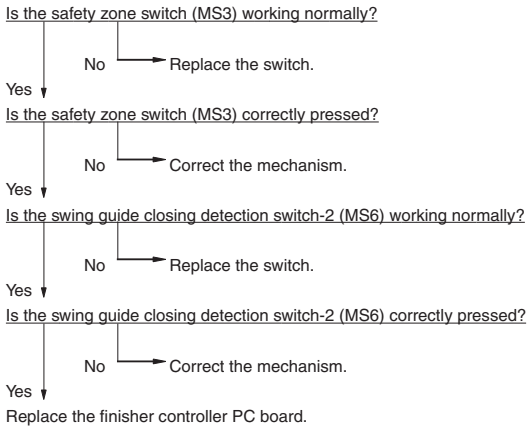 Is the safety zone switch (MS3) working normally?
No Replace the switch.
Yes
Is the safety zone switch (MS3) correctly pressed?
No Correct the mechanism.
Yes
Is the swing guide closing detection switch-2 (MS6) working normally?
No Replace the switch.
Yes
Is the swing guide closing detection switch-2 (MS6) correctly pressed?
No Correct the mechanism.
Yes
Replace the finisher controller PC board.